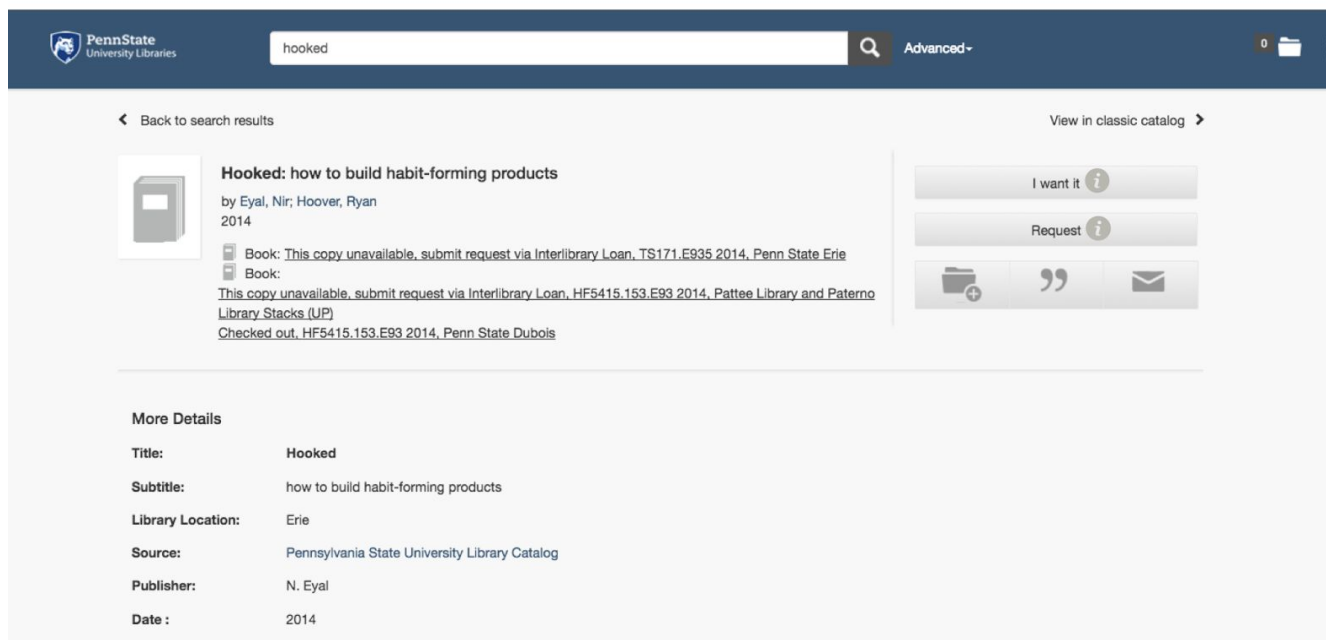 PennState
University Libraries
hooked
Advanced
0
Back to search results
View in classic catalog
Hooked: how to build habit-forming products
by Eyal, Nir; Hoover, Ryan
2014
Book: This copy unavailable, submit request via Interlibrary Loan, TS171.E935 2014, Penn State Erie
Book:
This copy unavailable, submit request via Interlibrary Loan, HF5415.153.E93 2014, Pattee Library and Paterno
Library Stacks (UP)
Checked out, HF5415.153.E93 2014, Penn State Dubois
I want it i
Request i
More Details
Title: Hooked
Subtitle: how to build habit-forming products
Library Location: Erie
Source: Pennsylvania State University Library Catalog
Publisher: N. Eyal
Date : 2014